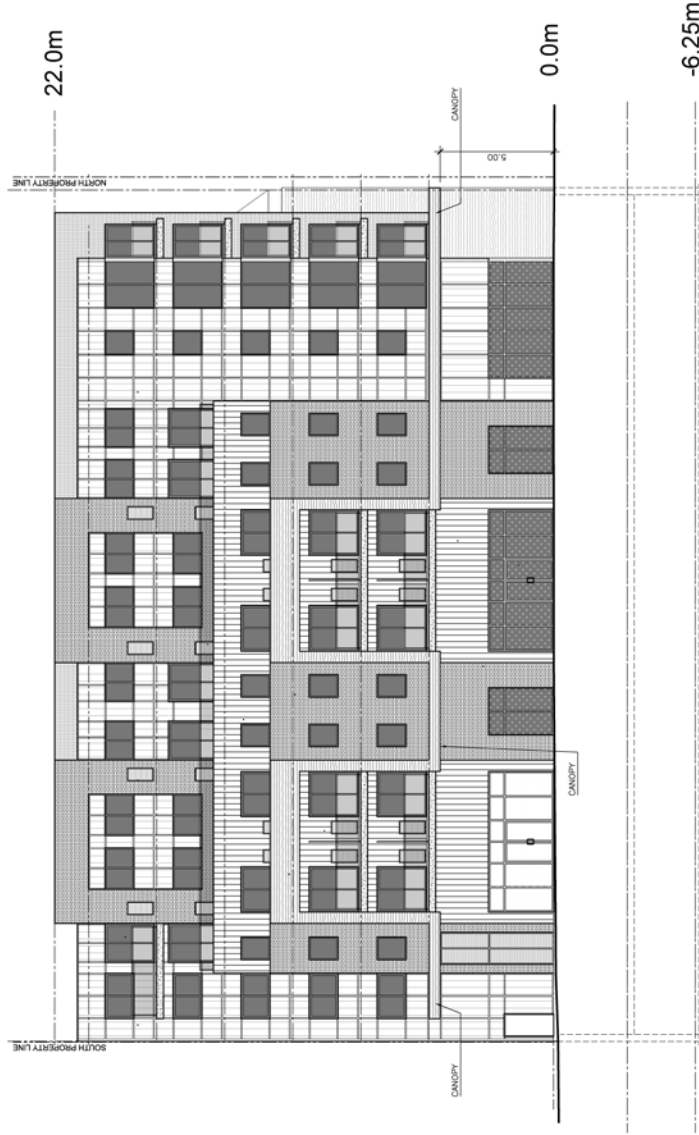 22.0m
0.0m
-6.25m
NORTH PROPERTY LINE
CANOPY
5.00
CANOPY
SOUTH PROPERTY LINE
CANOPY